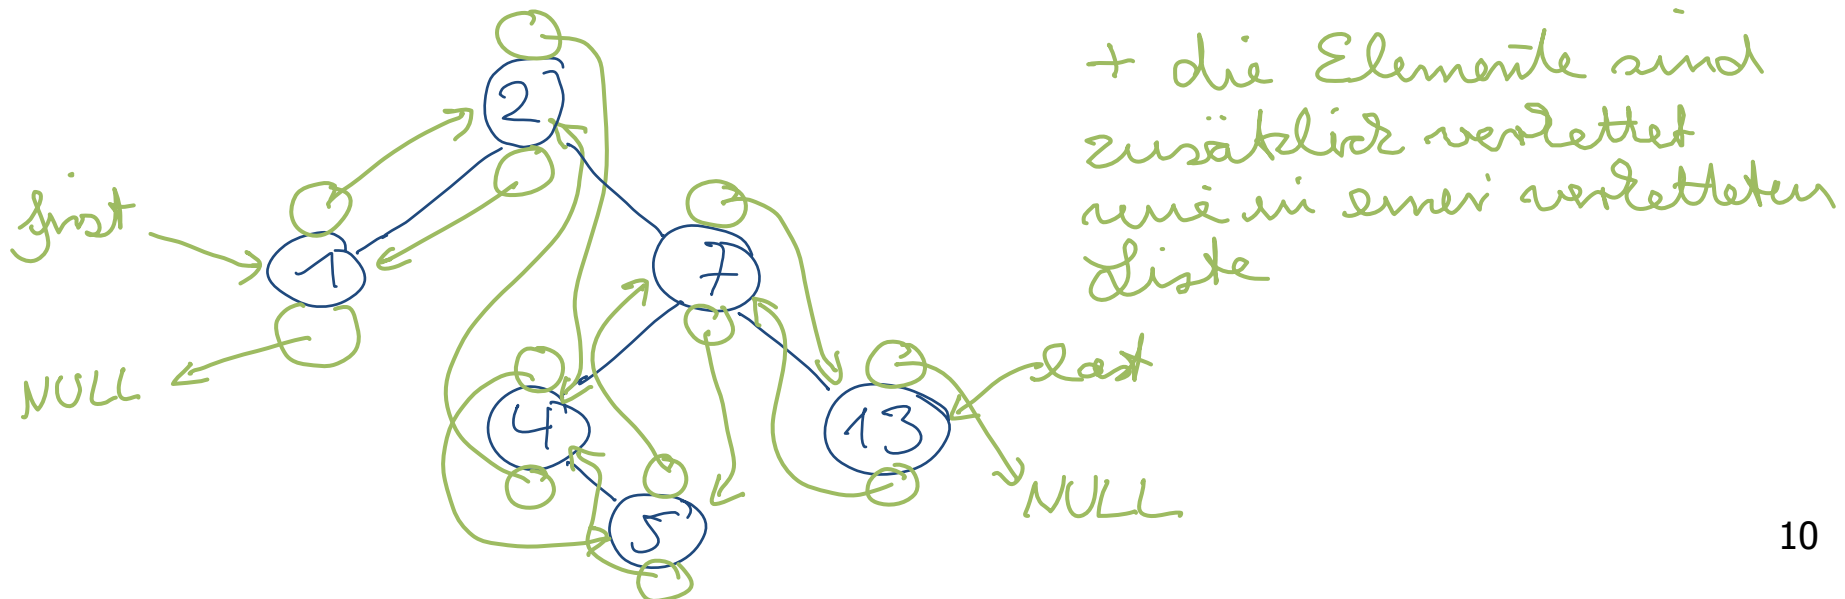 2
+ die Elemente sind
zusätzlich verkettet
wie in einer verketteten
Liste
first
1
7
NULL
last
4
13
NULL
5
10